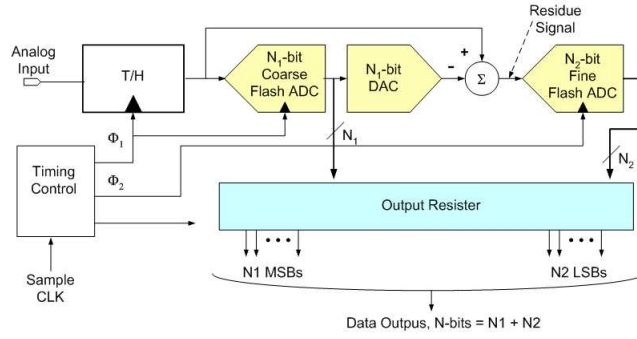 Analog
Input
T/H
N1-bit
Coarse
Flash ADC
N1-bit
DAC
+
-
Σ
Residue
Signal
N2-bit
Fine
Flash ADC
Φ1
N1
N2
Timing
Control
Φ2
Output Resister
Sample
CLK
N1 MSBs
N2 LSBs
Data Outpus, N-bits = N1 + N2